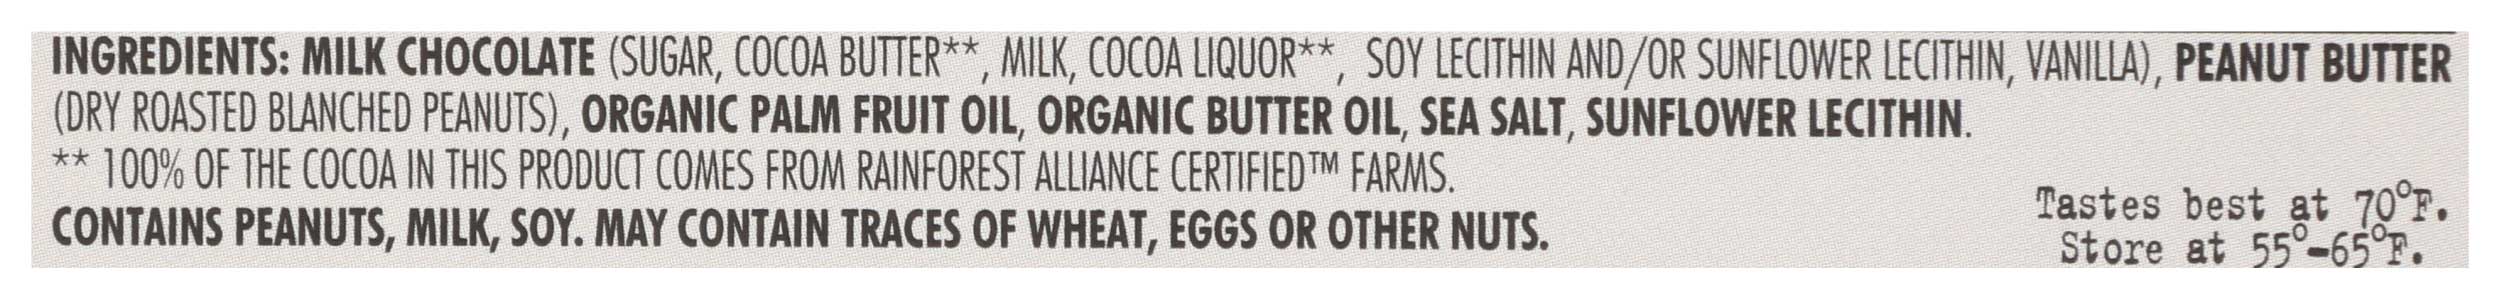 INGREDIENTS: MILK CHOCOLATE (SUGAR, COCOA BUTTER**, MILK, COCOA LIQUOR**, SOY LECITHIN AND/OR SUNFLOWER LECITHIN, VANILLA), PEANUT BUTTER
(DRY ROASTED BLANCHED PEANUTS), ORGANIC PALM FRUIT OIL, ORGANIC BUTTER OIL, SEA SALT, SUNFLOWER LECITHIN.
** 100% OF THE COCOA IN THIS PRODUCT COMES FROM RAINFOREST ALLIANCE CERTIFIED™ FARMS.
CONTAINS PEANUTS, MILK, SOY. MAY CONTAIN TRACES OF WHEAT, EGGS OR OTHER NUTS.
Tastes best at 70°F.
Store at 55°-65°F.